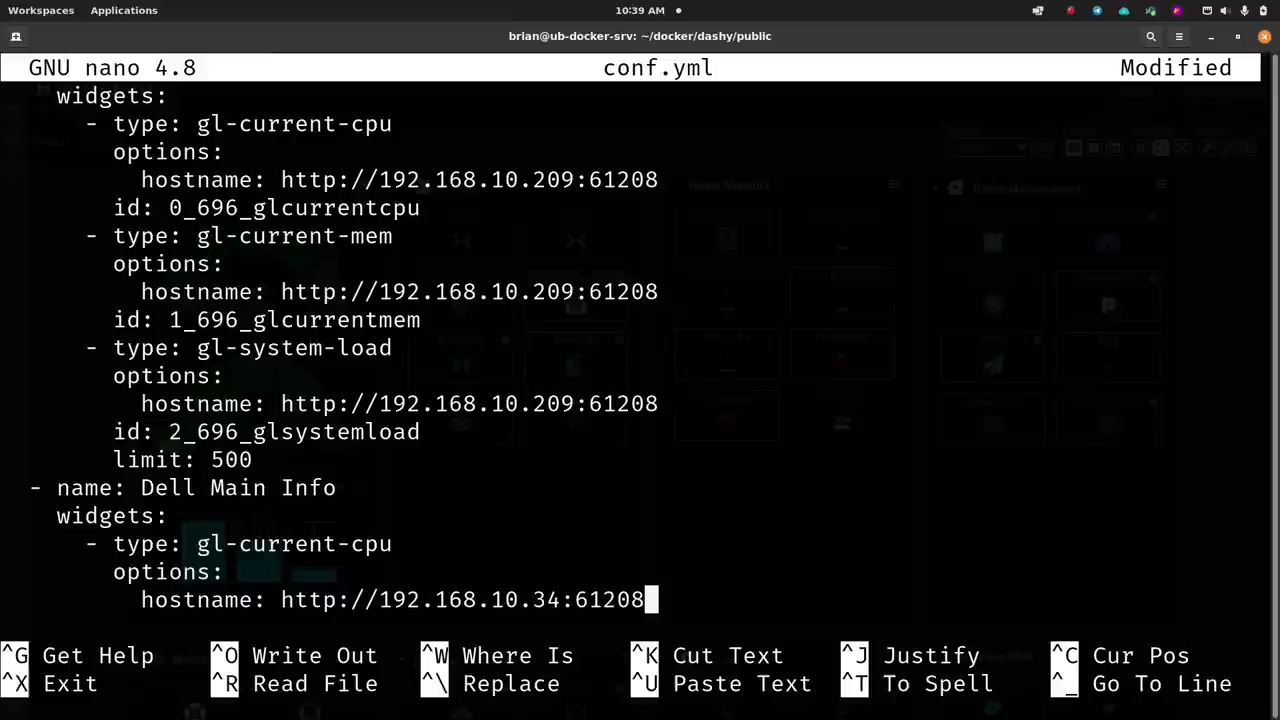 Workspaces Applications 10:39 AM
brian@ub-docker-srv: ~/docker/dashy/public
GNU nano 4.8 conf.yml Modified
widgets:
- type: gl-current-cpu
options:
hostname: http://192.168.10.209:61208
id: 0_696_glcurrentcpu
- type: gl-current-mem
options:
hostname: http://192.168.10.209:61208
id: 1_696_glcurrentmem
- type: gl-system-load
options:
hostname: http://192.168.10.209:61208
id: 2_696_glsystemload
limit: 500
- name: Dell Main Info
widgets:
- type: gl-current-cpu
options:
hostname: http://192.168.10.34:61208
^G Get Help ^O Write Out ^W Where Is ^K Cut Text ^J Justify ^C Cur Pos
^X Exit ^R Read File ^\ Replace ^U Paste Text ^T To Spell ^_ Go To Line